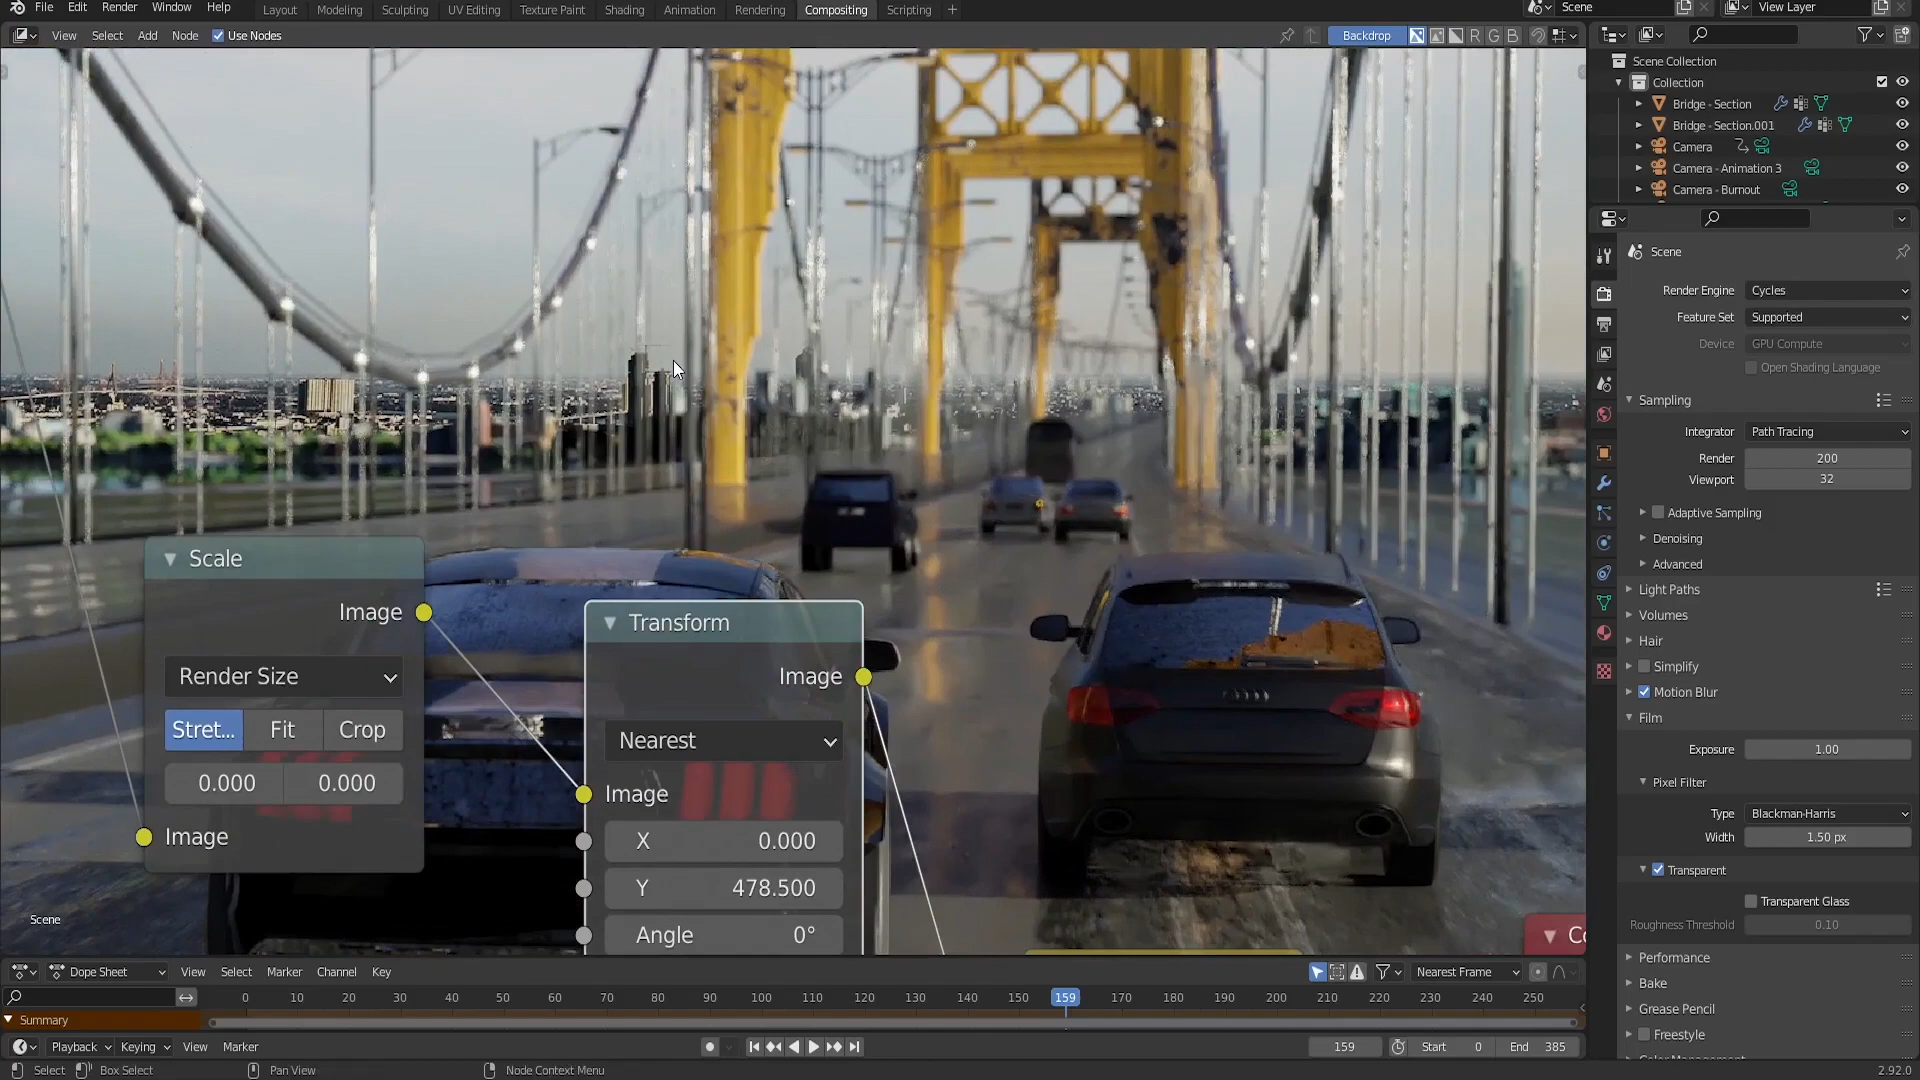 File Edit Render Window Help Layout Modeling Sculpting UV Editing Texture Paint Shading Animation Rendering Compositing Scripting + Scene View Layer
View Select Add Node Use Nodes Backdrop R G B
Scene Collection
Collection
Bridge - Section
Bridge - Section.001
Camera
Camera - Animation 3
Camera - Burnout
Scene
Render Engine Cycles
Feature Set Supported
Device GPU Compute
Open Shading Language
Sampling
Integrator Path Tracing
Render 200
Viewport 32
Adaptive Sampling
Denoising
Advanced
Light Paths
Volumes
Hair
Simplify
Motion Blur
Film
Exposure 1.00
Pixel Filter
Type Blackman-Harris
Width 1.50 px
Transparent
Transparent Glass
Roughness Threshold 0.10
Performance
Bake
Grease Pencil
Freestyle
Color Management
Scale
Image
Render Size
Stret... Fit Crop
0.000 0.000
Image
Transform
Image
Nearest
Image
X 0.000
Y 478.500
Angle 0°
Scene
Co
Dope Sheet View Select Marker Channel Key Nearest Frame
0 10 20 30 40 50 60 70 80 90 100 110 120 130 140 150 159 170 180 190 200 210 220 230 240 250
Summary
Playback Keying View Marker 159 Start 0 End 385
Select Box Select Pan View Node Context Menu 2.92.0